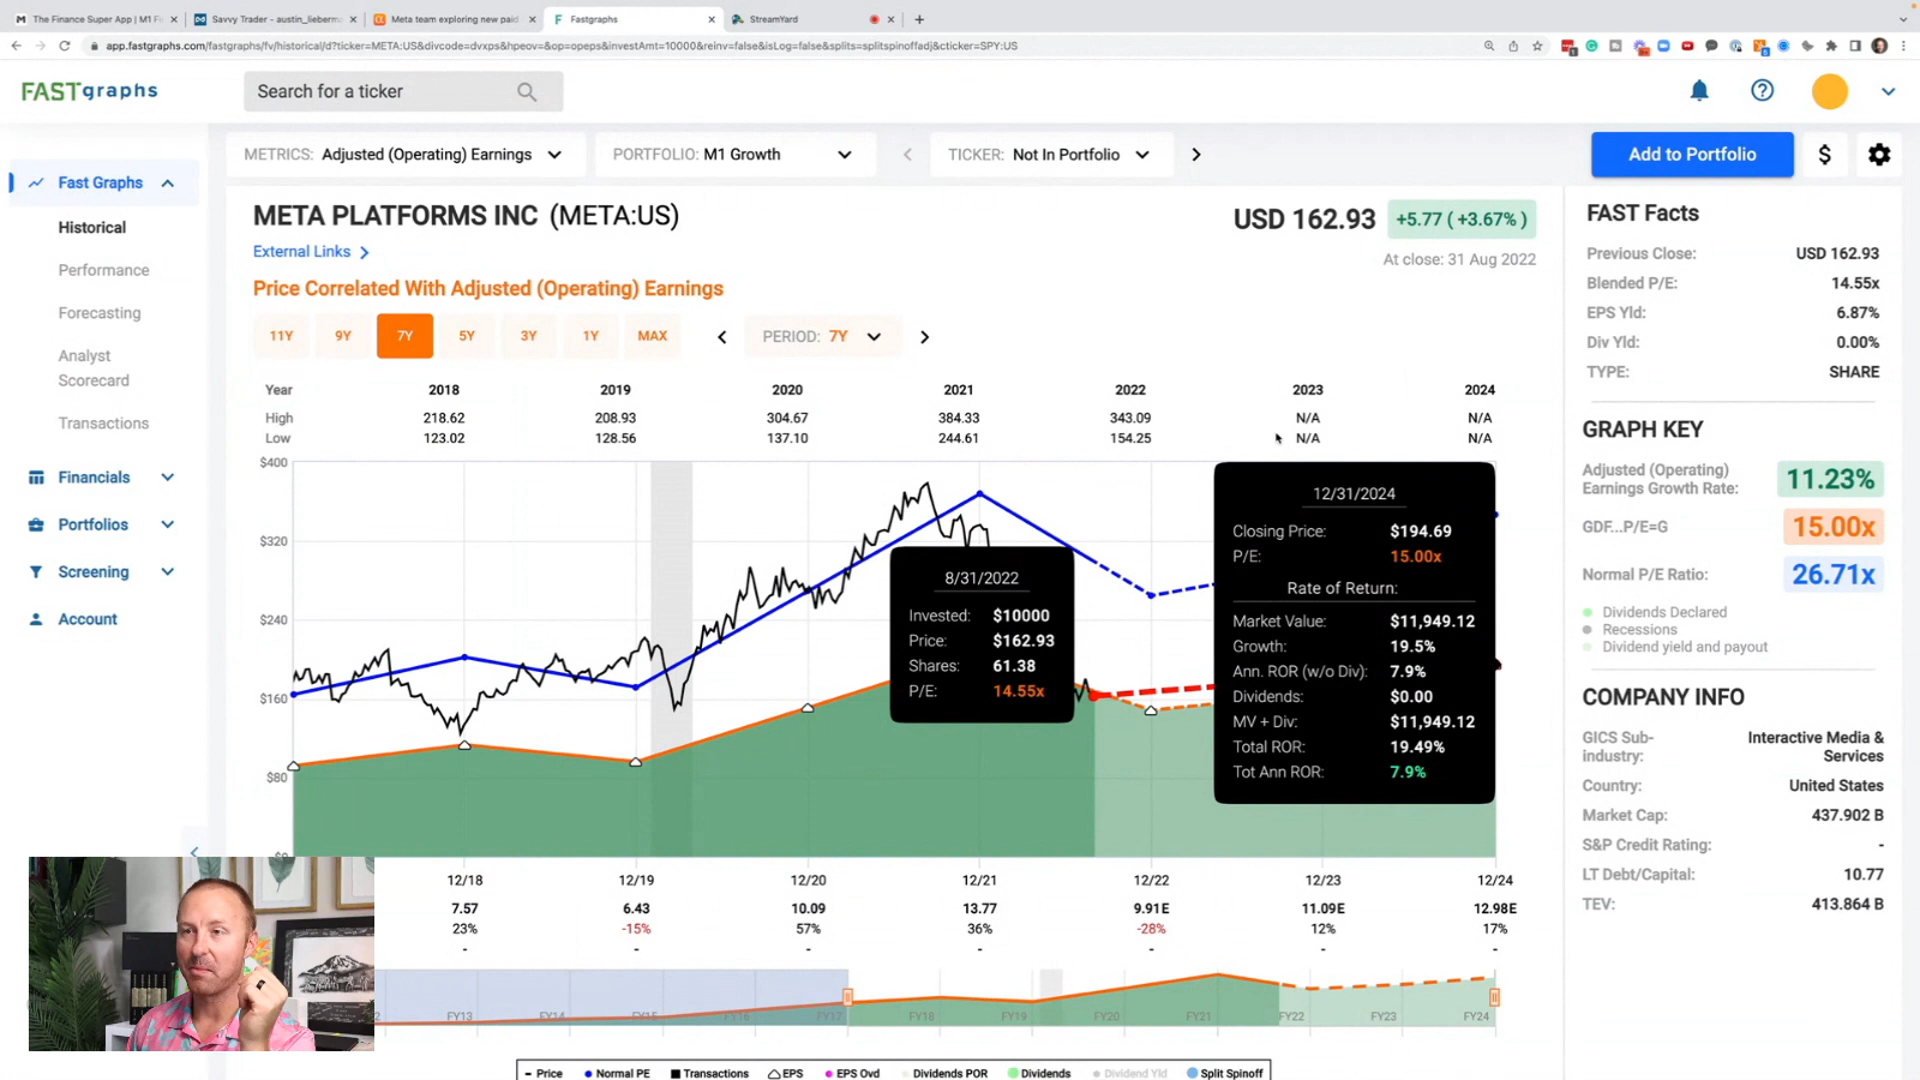 The Finance Super App | M1 Fi
Savvy Trader - austin_lieberma
Meta team exploring new paid
Fastgraphs
StreamYard
app.fastgraphs.com/fastgraphs/fv/historical/d?ticker=META:US&divcode=dvxps&hpeov=&op=opeps&investAmt=10000&reinv=false&isLog=false&splits=splitspinoffadj&cticker=SPY:US
FASTgraphs
Search for a ticker
METRICS: Adjusted (Operating) Earnings
PORTFOLIO: M1 Growth
TICKER: Not In Portfolio
Add to Portfolio
$
Fast Graphs
Historical
Performance
Forecasting
Analyst
Scorecard
Transactions
Financials
Portfolios
Screening
Account
META PLATFORMS INC (META:US)
USD 162.93
+5.77 ( +3.67% )
External Links
At close: 31 Aug 2022
Price Correlated With Adjusted (Operating) Earnings
11Y 9Y 7Y 5Y 3Y 1Y MAX
PERIOD: 7Y
Year 2018 2019 2020 2021 2022 2023 2024
High 218.62 208.93 304.67 384.33 343.09 N/A N/A
Low 123.02 128.56 137.10 244.61 154.25 N/A N/A
$400
$320
$240
$160
$80
8/31/2022
Invested: $10000
Price: $162.93
Shares: 61.38
P/E: 14.55x
12/31/2024
Closing Price: $194.69
P/E: 15.00x
Rate of Return:
Market Value: $11,949.12
Growth: 19.5%
Ann. ROR (w/o Div): 7.9%
Dividends: $0.00
MV + Div: $11,949.12
Total ROR: 19.49%
Tot Ann ROR: 7.9%
12/18 12/19 12/20 12/21 12/22 12/23 12/24
7.57 6.43 10.09 13.77 9.91E 11.09E 12.98E
23% -15% 57% 36% -28% 12% 17%
- - - - - -
FY13 FY14 FY15 FY16 FY17 FY18 FY19 FY20 FY21 FY22 FY23 FY24
Price Normal PE Transactions EPS EPS Ovd Dividends POR Dividends Dividend Yld Split Spinoff
FAST Facts
Previous Close: USD 162.93
Blended P/E: 14.55x
EPS Yld: 6.87%
Div Yld: 0.00%
TYPE: SHARE
GRAPH KEY
Adjusted (Operating)
Earnings Growth Rate: 11.23%
GDF...P/E=G 15.00x
Normal P/E Ratio: 26.71x
Dividends Declared
Recessions
Dividend yield and payout
COMPANY INFO
GICS Sub-
industry: Interactive Media &
Services
Country: United States
Market Cap: 437.902 B
S&P Credit Rating: -
LT Debt/Capital: 10.77
TEV: 413.864 B